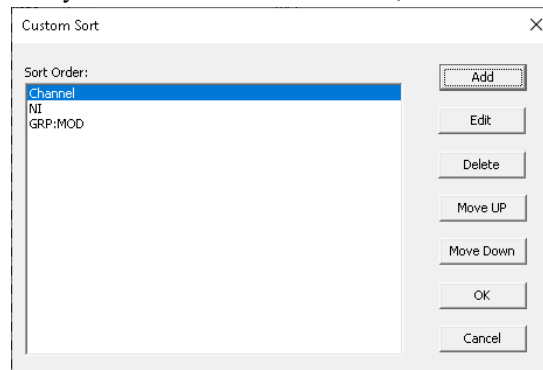 Custom Sort
Sort Order:
Channel
NI
GRP:MOD
Add
Edit
Delete
Move UP
Move Down
OK
Cancel